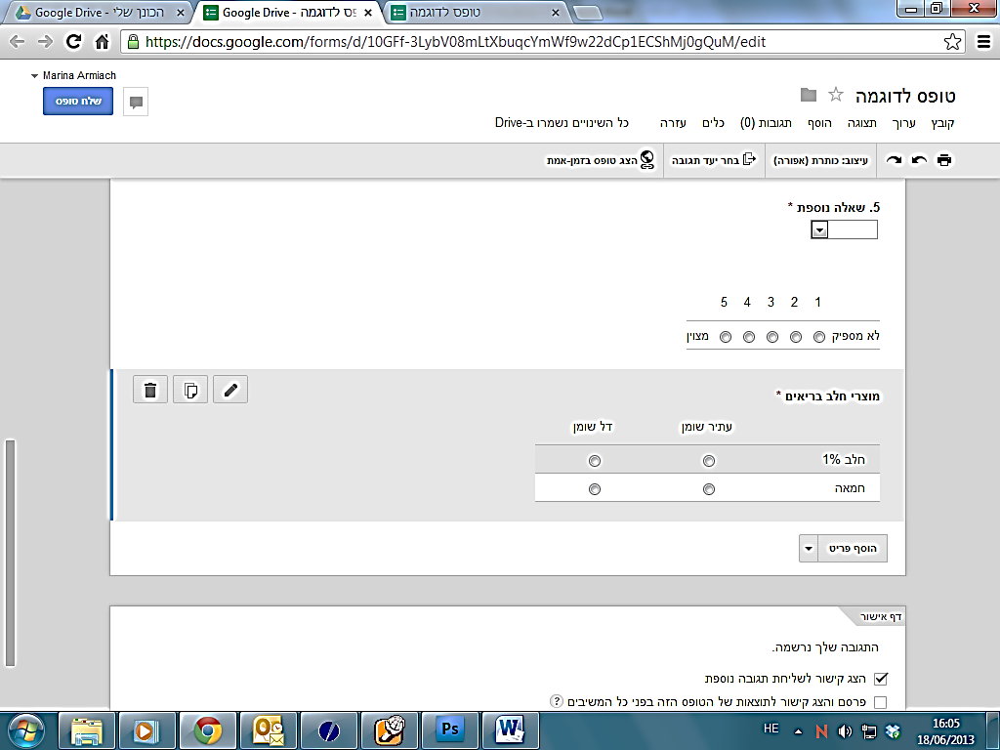 הכונן שלי - Google Drive
טופס לדוגמה - Google Drive
טופס לדוגמה
https://docs.google.com/forms/d/10GFf-3LybV08mLtXbuqcYmWf9w22dCp1ECShMj0gQuM/edit
Marina Armiach
טופס לדוגמה
שלח טופס
קובץ ערוך תצוגה הוסף תגובות (0) כלים עזרה כל השינויים נשמרו ב-Drive
עיצוב: כותרת (אפורה) בחר יעד תגובה הצג טופס בזמן-אמת
5. שאלה נוספת *
1 2 3 4 5
לא מספיק מצוין
מוצרי חלב בריאים *
עתיר שומן דל שומן
חלב 1%
חמאה
הוסף פריט
דף אישור
התגובה שלך נרשמה.
הצג קישור לשליחת תגובה נוספת
פרסם והצג קישור לתוצאות של הטופס הזה בפני כל המשיבים ?
HE
16:05
18/06/2013
Ps
W
N